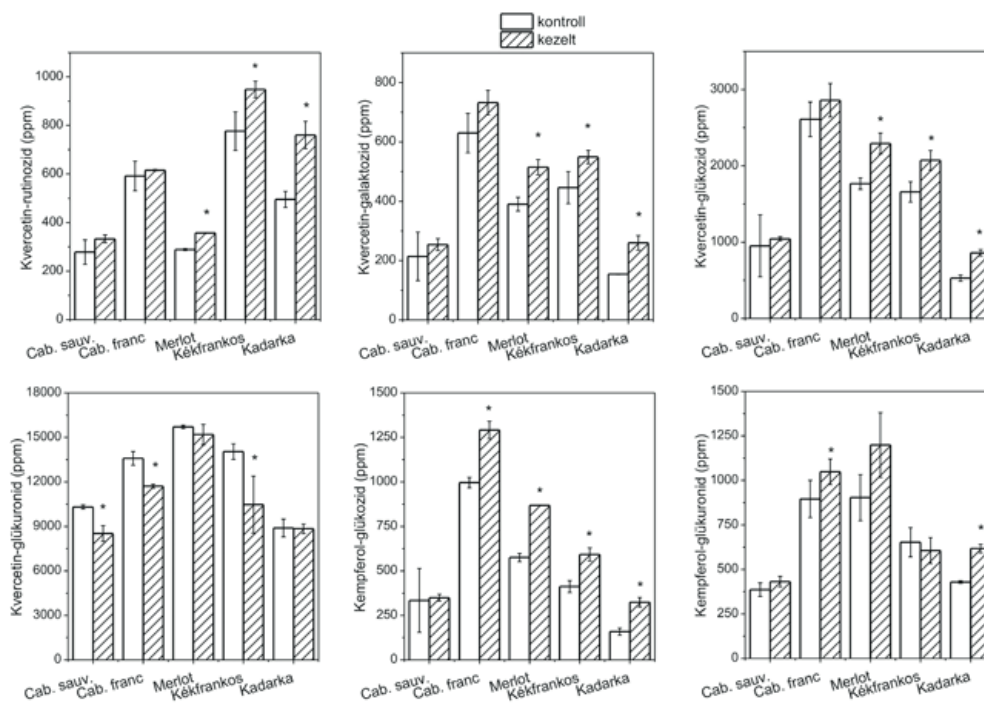 kontroll
kezelt
Kvercetin-rutinozid (ppm)
1000
800
600
400
200
0
* * *
Cab. sauv. Cab. franc Merlot Kékfrankos Kadarka
Kvercetin-galaktozid (ppm)
800
600
400
200
0
* * *
Cab. sauv. Cab. franc Merlot Kékfrankos Kadarka
Kvercetin-glükozid (ppm)
3000
2000
1000
0
* * *
Cab. sauv. Cab. franc Merlot Kékfrankos Kadarka
Kvercetin-glükuronid (ppm)
18000
15000
12000
9000
6000
3000
0
* * *
Cab. sauv. Cab. franc Merlot Kékfrankos Kadarka
Kempferol-glükozid (ppm)
1500
1250
1000
750
500
250
0
* * * *
Cab. sauv. Cab. franc Merlot Kékfrankos Kadarka
Kempferol-glükuronid (ppm)
1500
1250
1000
750
500
250
0
* *
Cab. sauv. Cab. franc Merlot Kékfrankos Kadarka